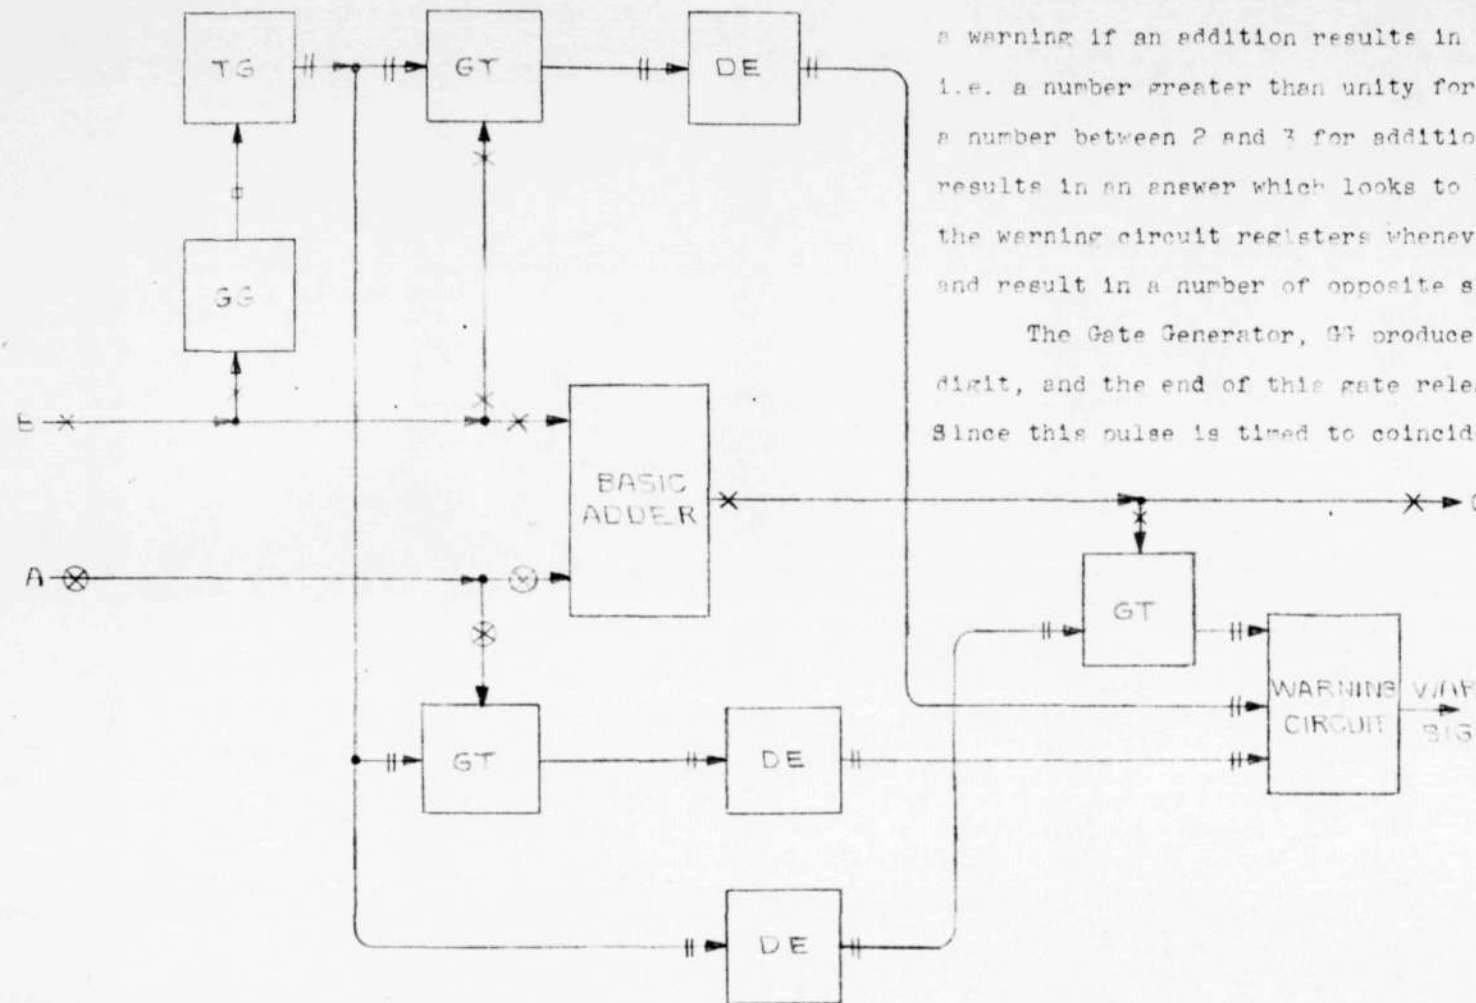 a warning if an addition results in
i.e. a number greater than unity for
a number between 2 and 3 for additio
results in an answer which looks to
the warning circuit registers whenev
and result in a number of opposite s
The Gate Generator, GG produce
digit, and the end of this gate relea
Since this pulse is timed to coincid
TG
GT
DE
GG
B
BASIC
ADDER
A
GT
WARNING
CIRCUIT
GT
DE
DE